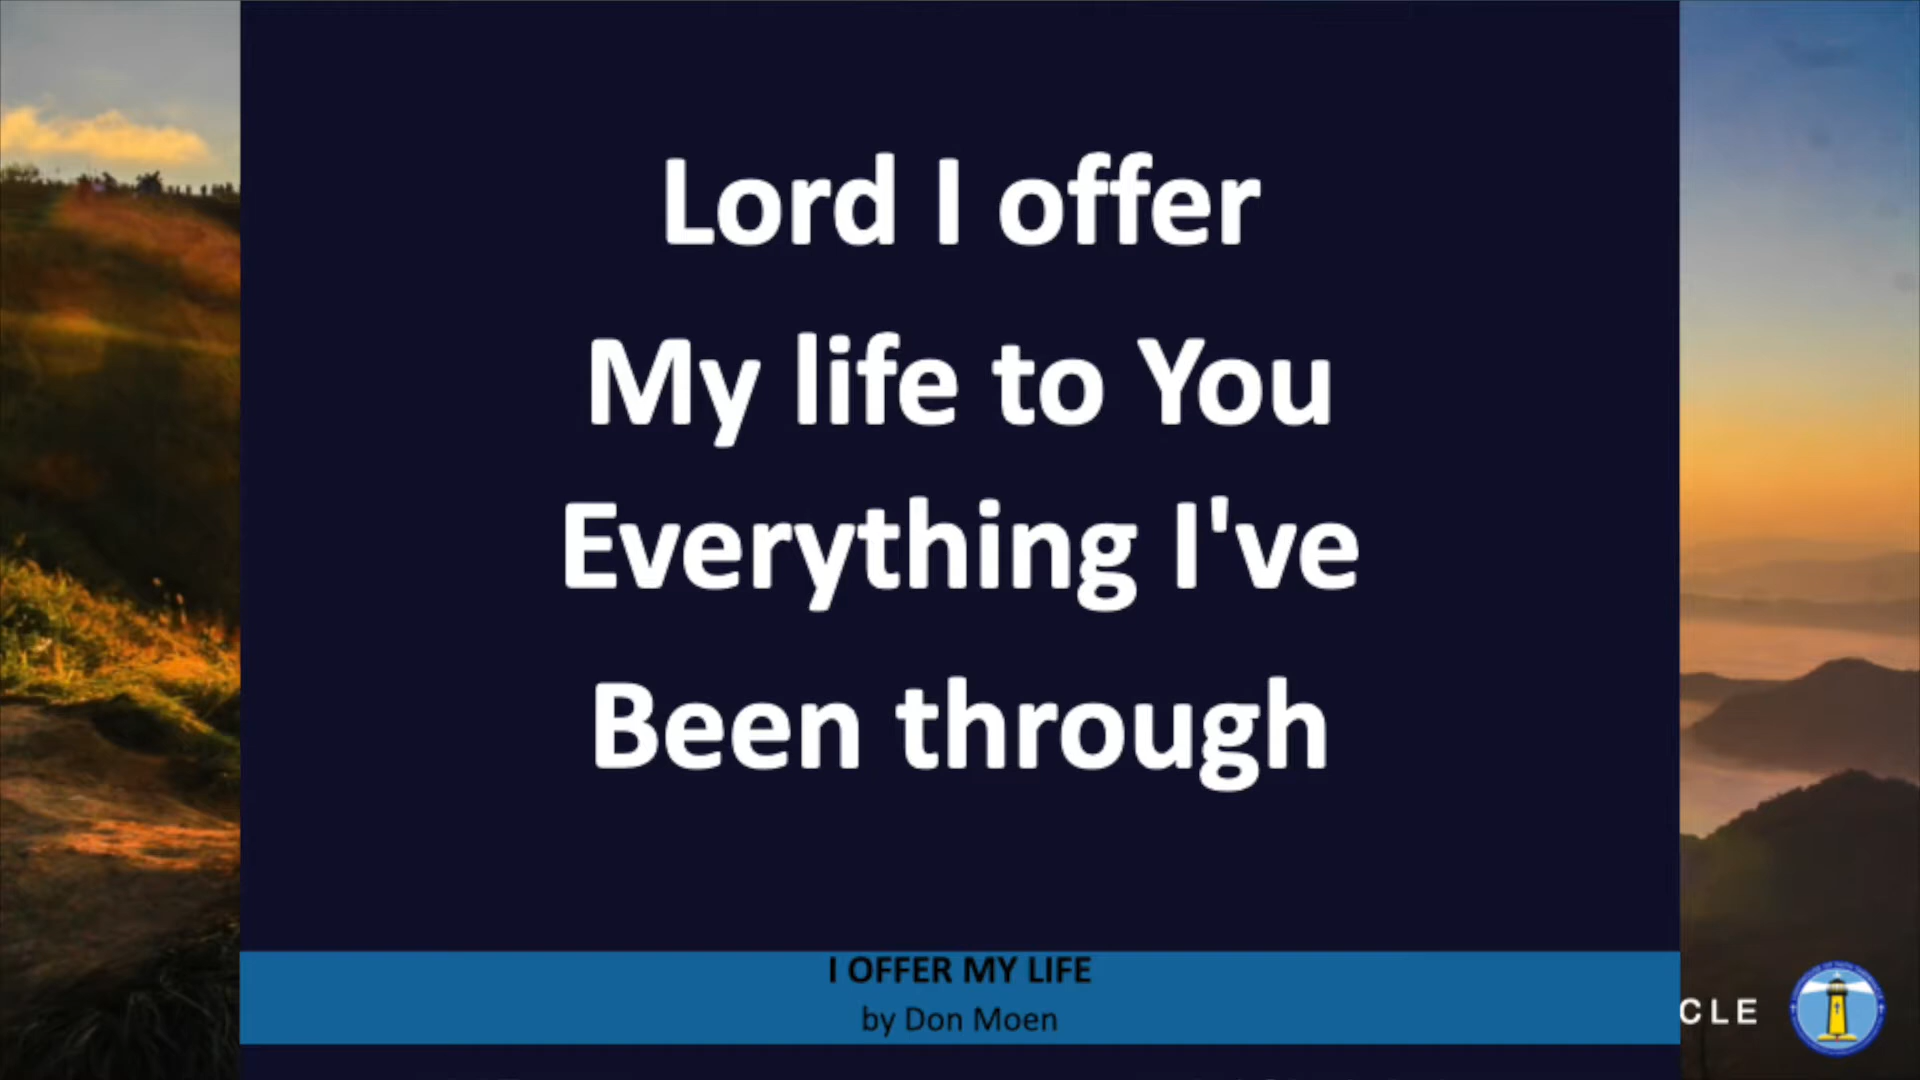 Lord I offer
My life to You
Everything I've
Been through
I OFFER MY LIFE
by Don Moen
CLE